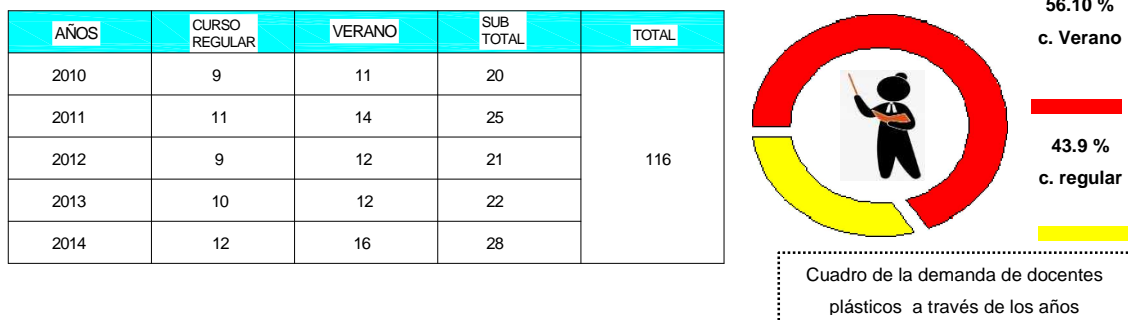 AÑOS CURSO REGULAR VERANO SUB TOTAL TOTAL
2010 9 11 20
2011 11 14 25
2012 9 12 21 116
2013 10 12 22
2014 12 16 28
56.10 %
c. Verano
43.9 %
c. regular
Cuadro de la demanda de docentes
plásticos a través de los años